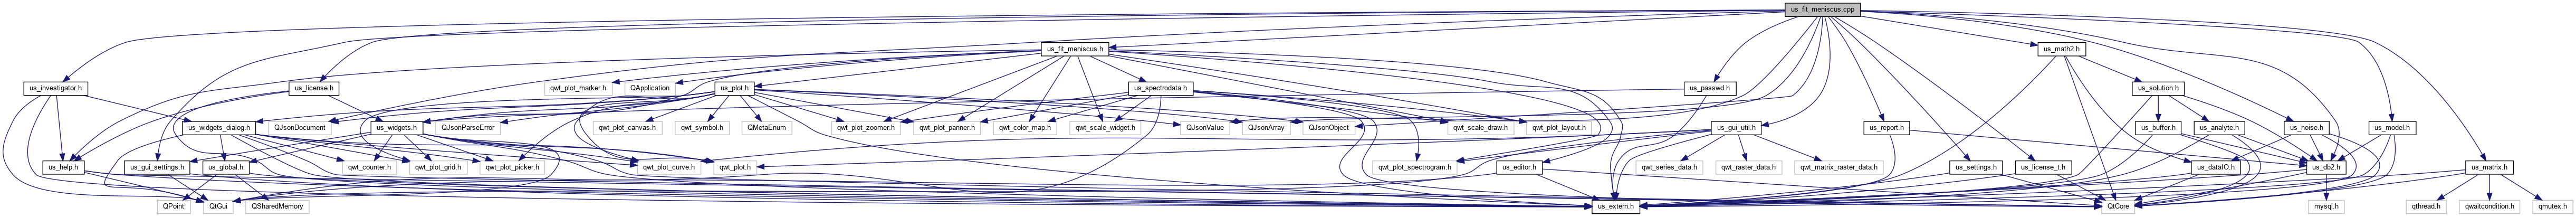 us_fit_meniscus.cpp
us_fit_meniscus.h
us_math2.h
us_investigator.h
us_license.h
qwt_plot_marker.h
QApplication
us_plot.h
us_spectrodata.h
us_passwd.h
us_solution.h
us_widgets_dialog.h
QJsonDocument
us_widgets.h
QJsonParseError
qwt_plot_canvas.h
qwt_symbol.h
QMetaEnum
qwt_plot_zoomer.h
qwt_plot_panner.h
qwt_color_map.h
qwt_scale_widget.h
QJsonValue
QJsonArray
QJsonObject
qwt_scale_draw.h
qwt_plot_layout.h
us_gui_util.h
us_report.h
us_buffer.h
us_analyte.h
us_noise.h
us_model.h
us_help.h
us_gui_settings.h
us_global.h
qwt_counter.h
qwt_plot_grid.h
qwt_plot_picker.h
qwt_plot_curve.h
qwt_plot.h
qwt_plot_spectrogram.h
us_editor.h
qwt_series_data.h
qwt_raster_data.h
qwt_matrix_raster_data.h
us_settings.h
us_license_t.h
us_dataIO.h
us_db2.h
us_matrix.h
QPoint
QtGui
QSharedMemory
us_extern.h
QtCore
mysql.h
qthread.h
qwaitcondition.h
qmutex.h